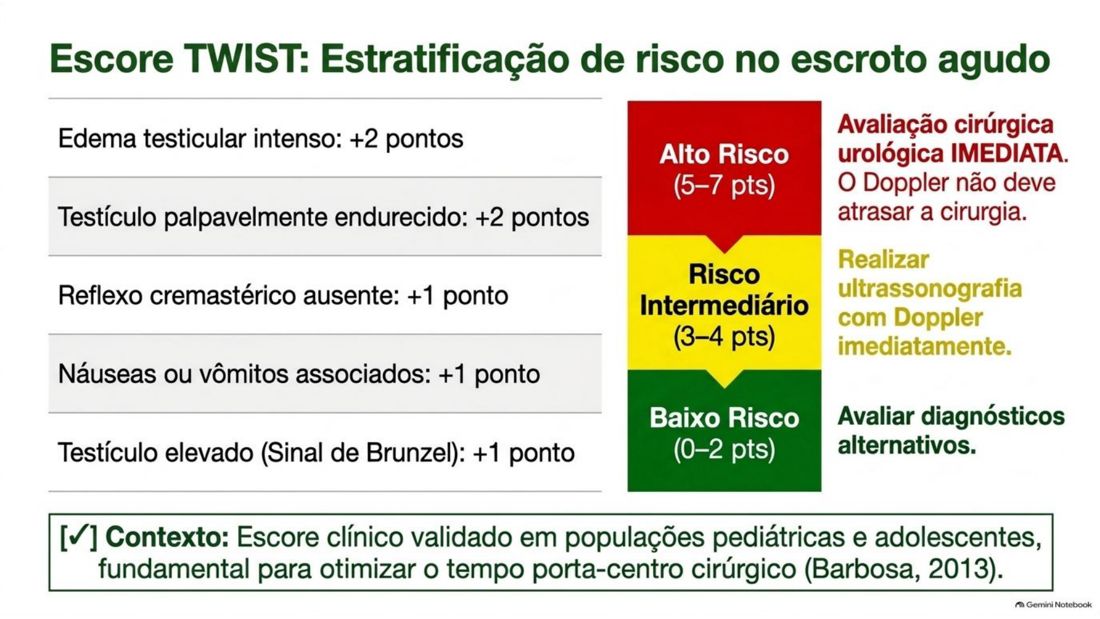 Escore TWIST: Estratificação de risco no escroto agudo
Edema testicular intenso: +2 pontos
Testículo palpavelmente endurecido: +2 pontos
Reflexo cremastérico ausente: +1 ponto
Náuseas ou vômitos associados: +1 ponto
Testículo elevado (Sinal de Brunzel): +1 ponto
Alto Risco
(5–7 pts)
Avaliação cirúrgica
urológica IMEDIATA.
O Doppler não deve
atrasar a cirurgia.
Risco
Intermediário
(3–4 pts)
Realizar
ultrassonografia
com Doppler
imediatamente.
Baixo Risco
(0–2 pts)
Avaliar diagnósticos
alternativos.
[✓] Contexto: Escore clínico validado em populações pediátricas e adolescentes,
fundamental para otimizar o tempo porta-centro cirúrgico (Barbosa, 2013).
Gemini Notebook